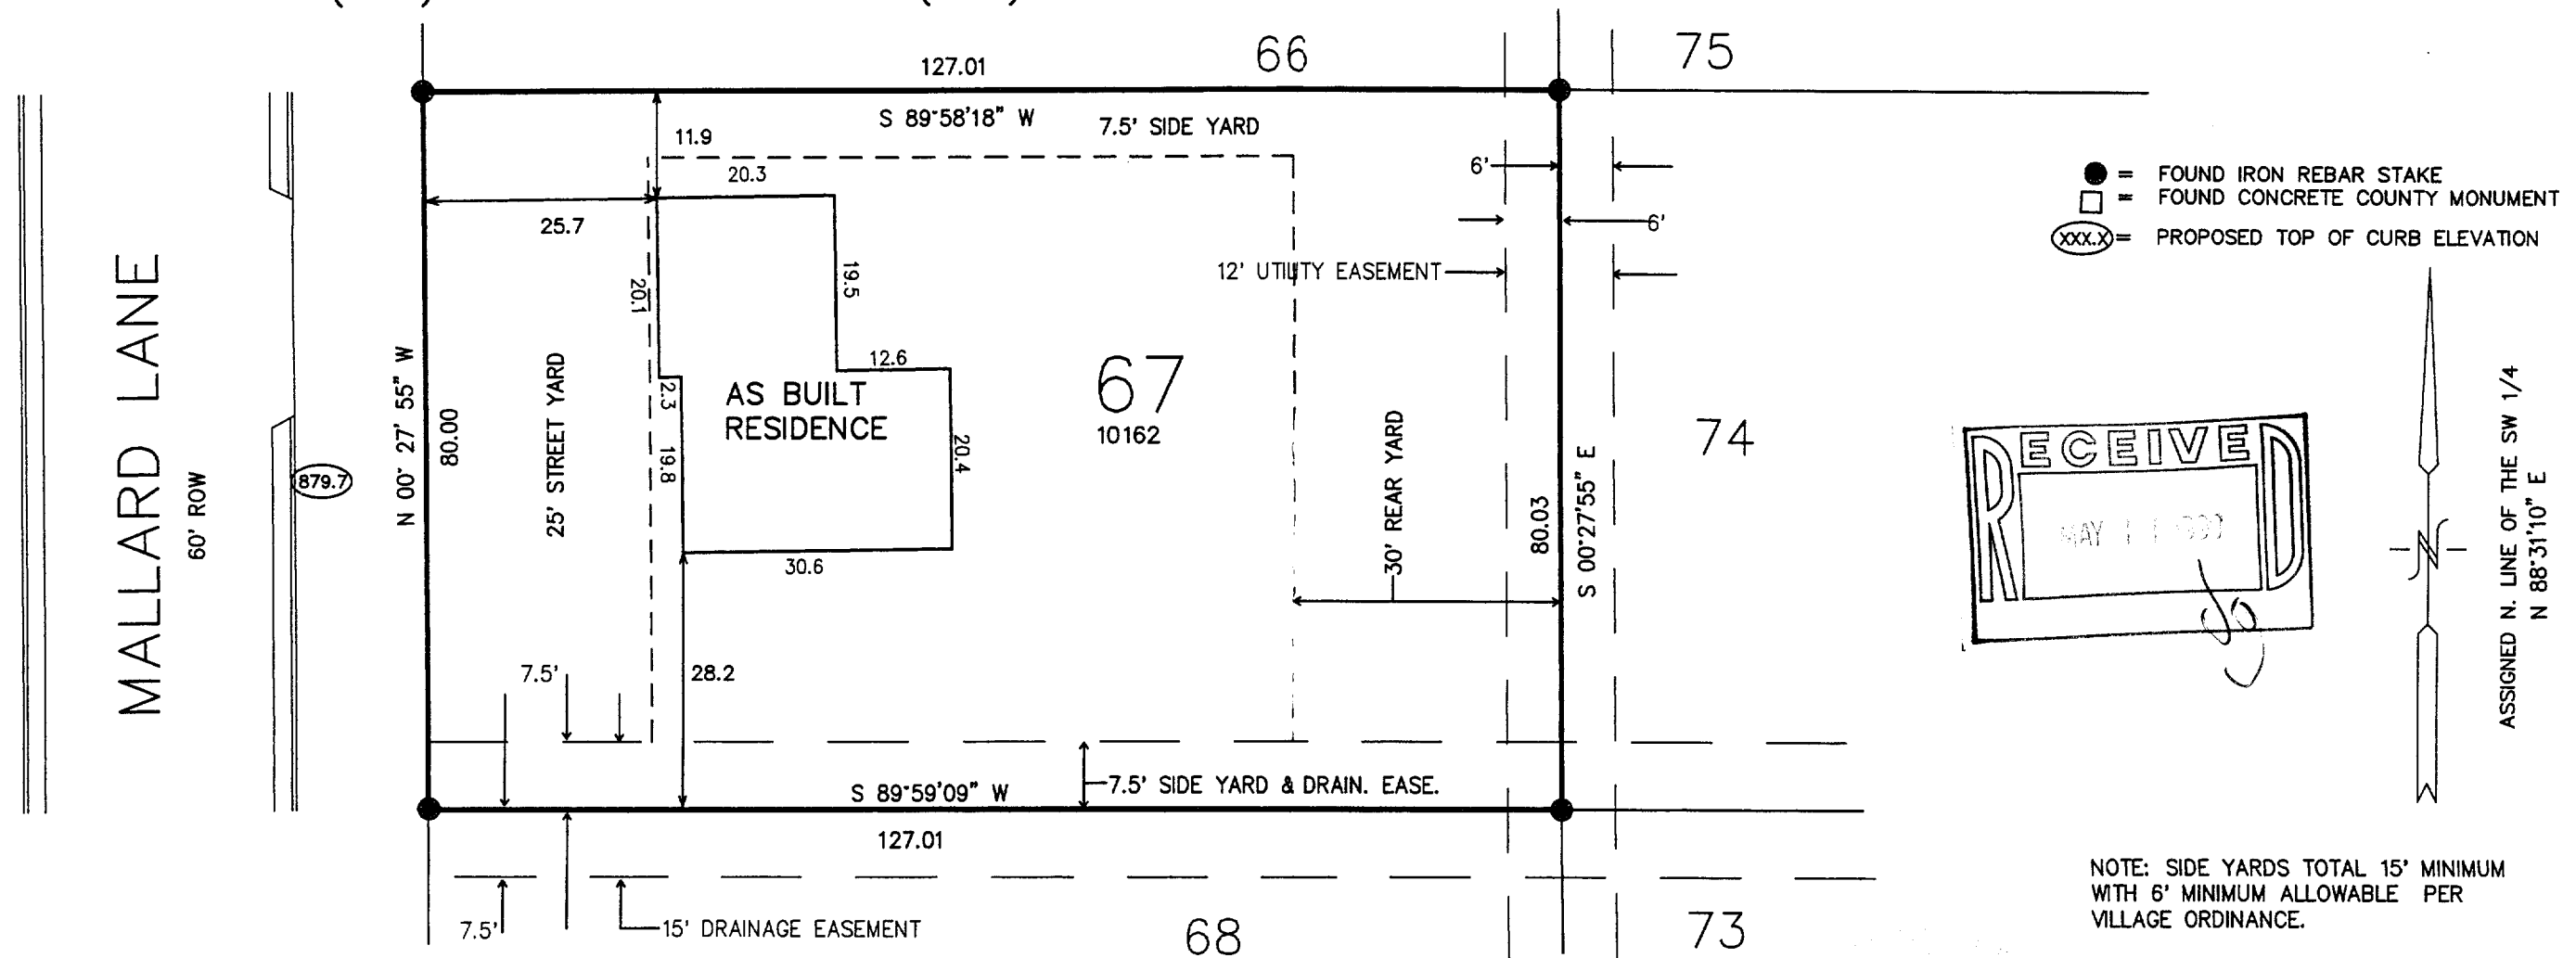 66
75
127.01
S 89°58'18" W
7.5' SIDE YARD
11.9
20.3
25.7
6'
6'
12' UTILITY EASEMENT
● = FOUND IRON REBAR STAKE
□ = FOUND CONCRETE COUNTY MONUMENT
XXX.X = PROPOSED TOP OF CURB ELEVATION
19.5
20.1
12.6
2.3
AS BUILT
RESIDENCE
19.8
20.4
30.6
28.2
67
10162
MALLARD LANE
60' ROW
879.7
N 00° 27' 55" W
80.00
25' STREET YARD
30' REAR YARD
80.03
S 00°27'55" E
74
RECEIVED
MAY 11
N
ASSIGNED N. LINE OF THE SW 1/4
N 88°31'10" E
7.5'
7.5' SIDE YARD & DRAIN. EASE.
S 89°59'09" W
127.01
7.5'
15' DRAINAGE EASEMENT
68
73
NOTE: SIDE YARDS TOTAL 15' MINIMUM
WITH 6' MINIMUM ALLOWABLE PER
VILLAGE ORDINANCE.